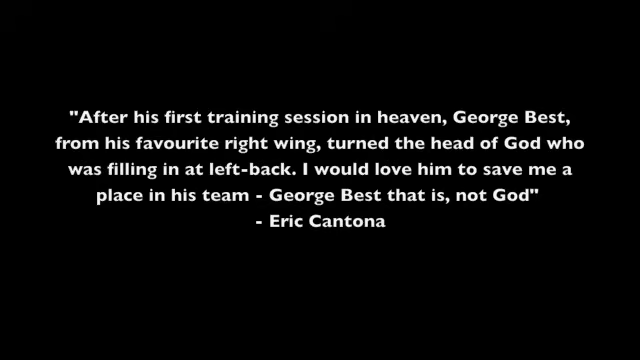 "After his first training session in heaven, George Best,
from his favourite right wing, turned the head of God who
was filling in at left-back. I would love him to save me a
place in his team - George Best that is, not God"
- Eric Cantona